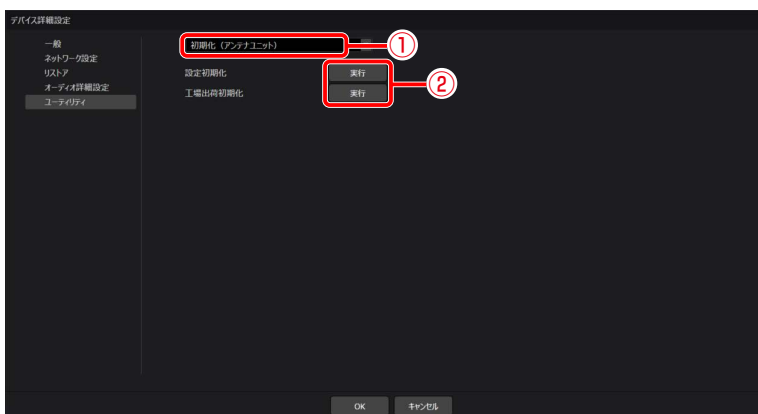 デバイス詳細設定
一般
ネットワーク設定
リストア
オーディオ詳細設定
ユーティリティ
初期化 (アンテナユニット)
①
設定初期化
実行
工場出荷初期化
実行
②
OK
キャンセル